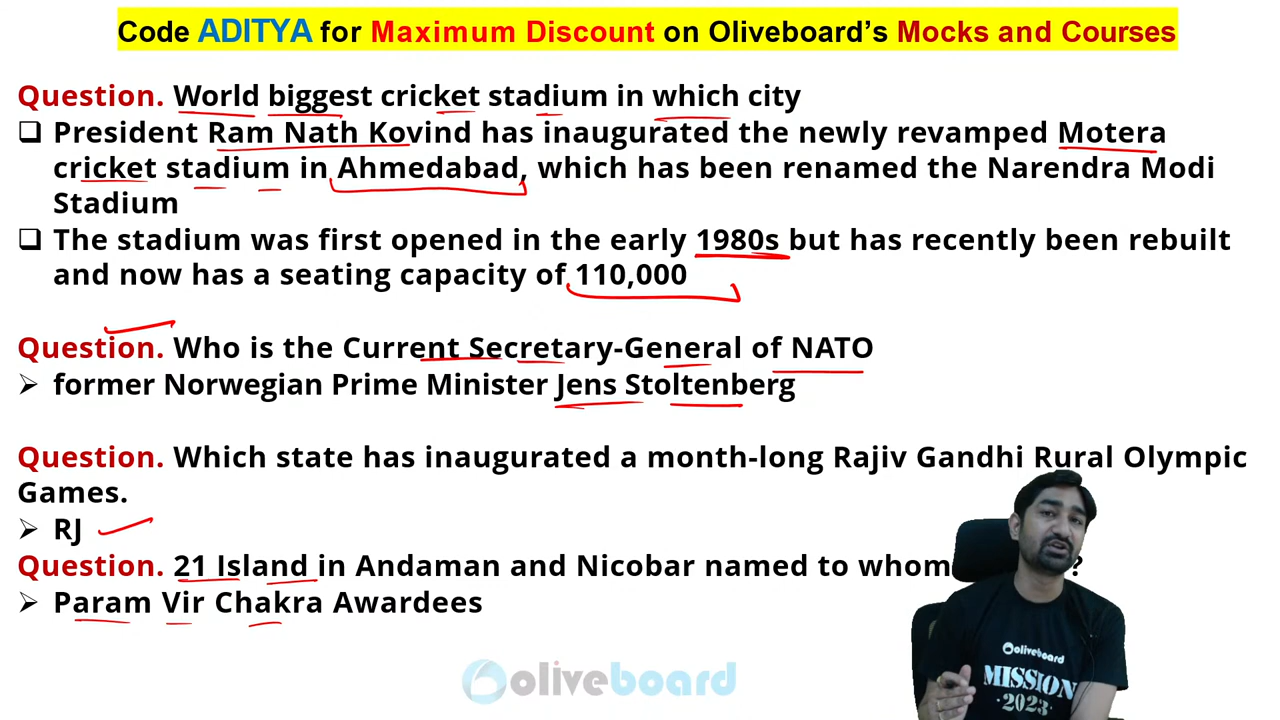 Code ADITYA for Maximum Discount on Oliveboard's Mocks and Courses
Question. World biggest cricket stadium in which city
❑ President Ram Nath Kovind has inaugurated the newly revamped Motera
cricket stadium in Ahmedabad, which has been renamed the Narendra Modi
Stadium
❑ The stadium was first opened in the early 1980s but has recently been rebuilt
and now has a seating capacity of 110,000
Question. Who is the Current Secretary-General of NATO
➢ former Norwegian Prime Minister Jens Stoltenberg
Question. Which state has inaugurated a month-long Rajiv Gandhi Rural Olympic
Games.
➢ RJ
Question. 21 Island in Andaman and Nicobar named to whom ?
➢ Param Vir Chakra Awardees
oliveboard
oliveboard
MISSION
·2023·